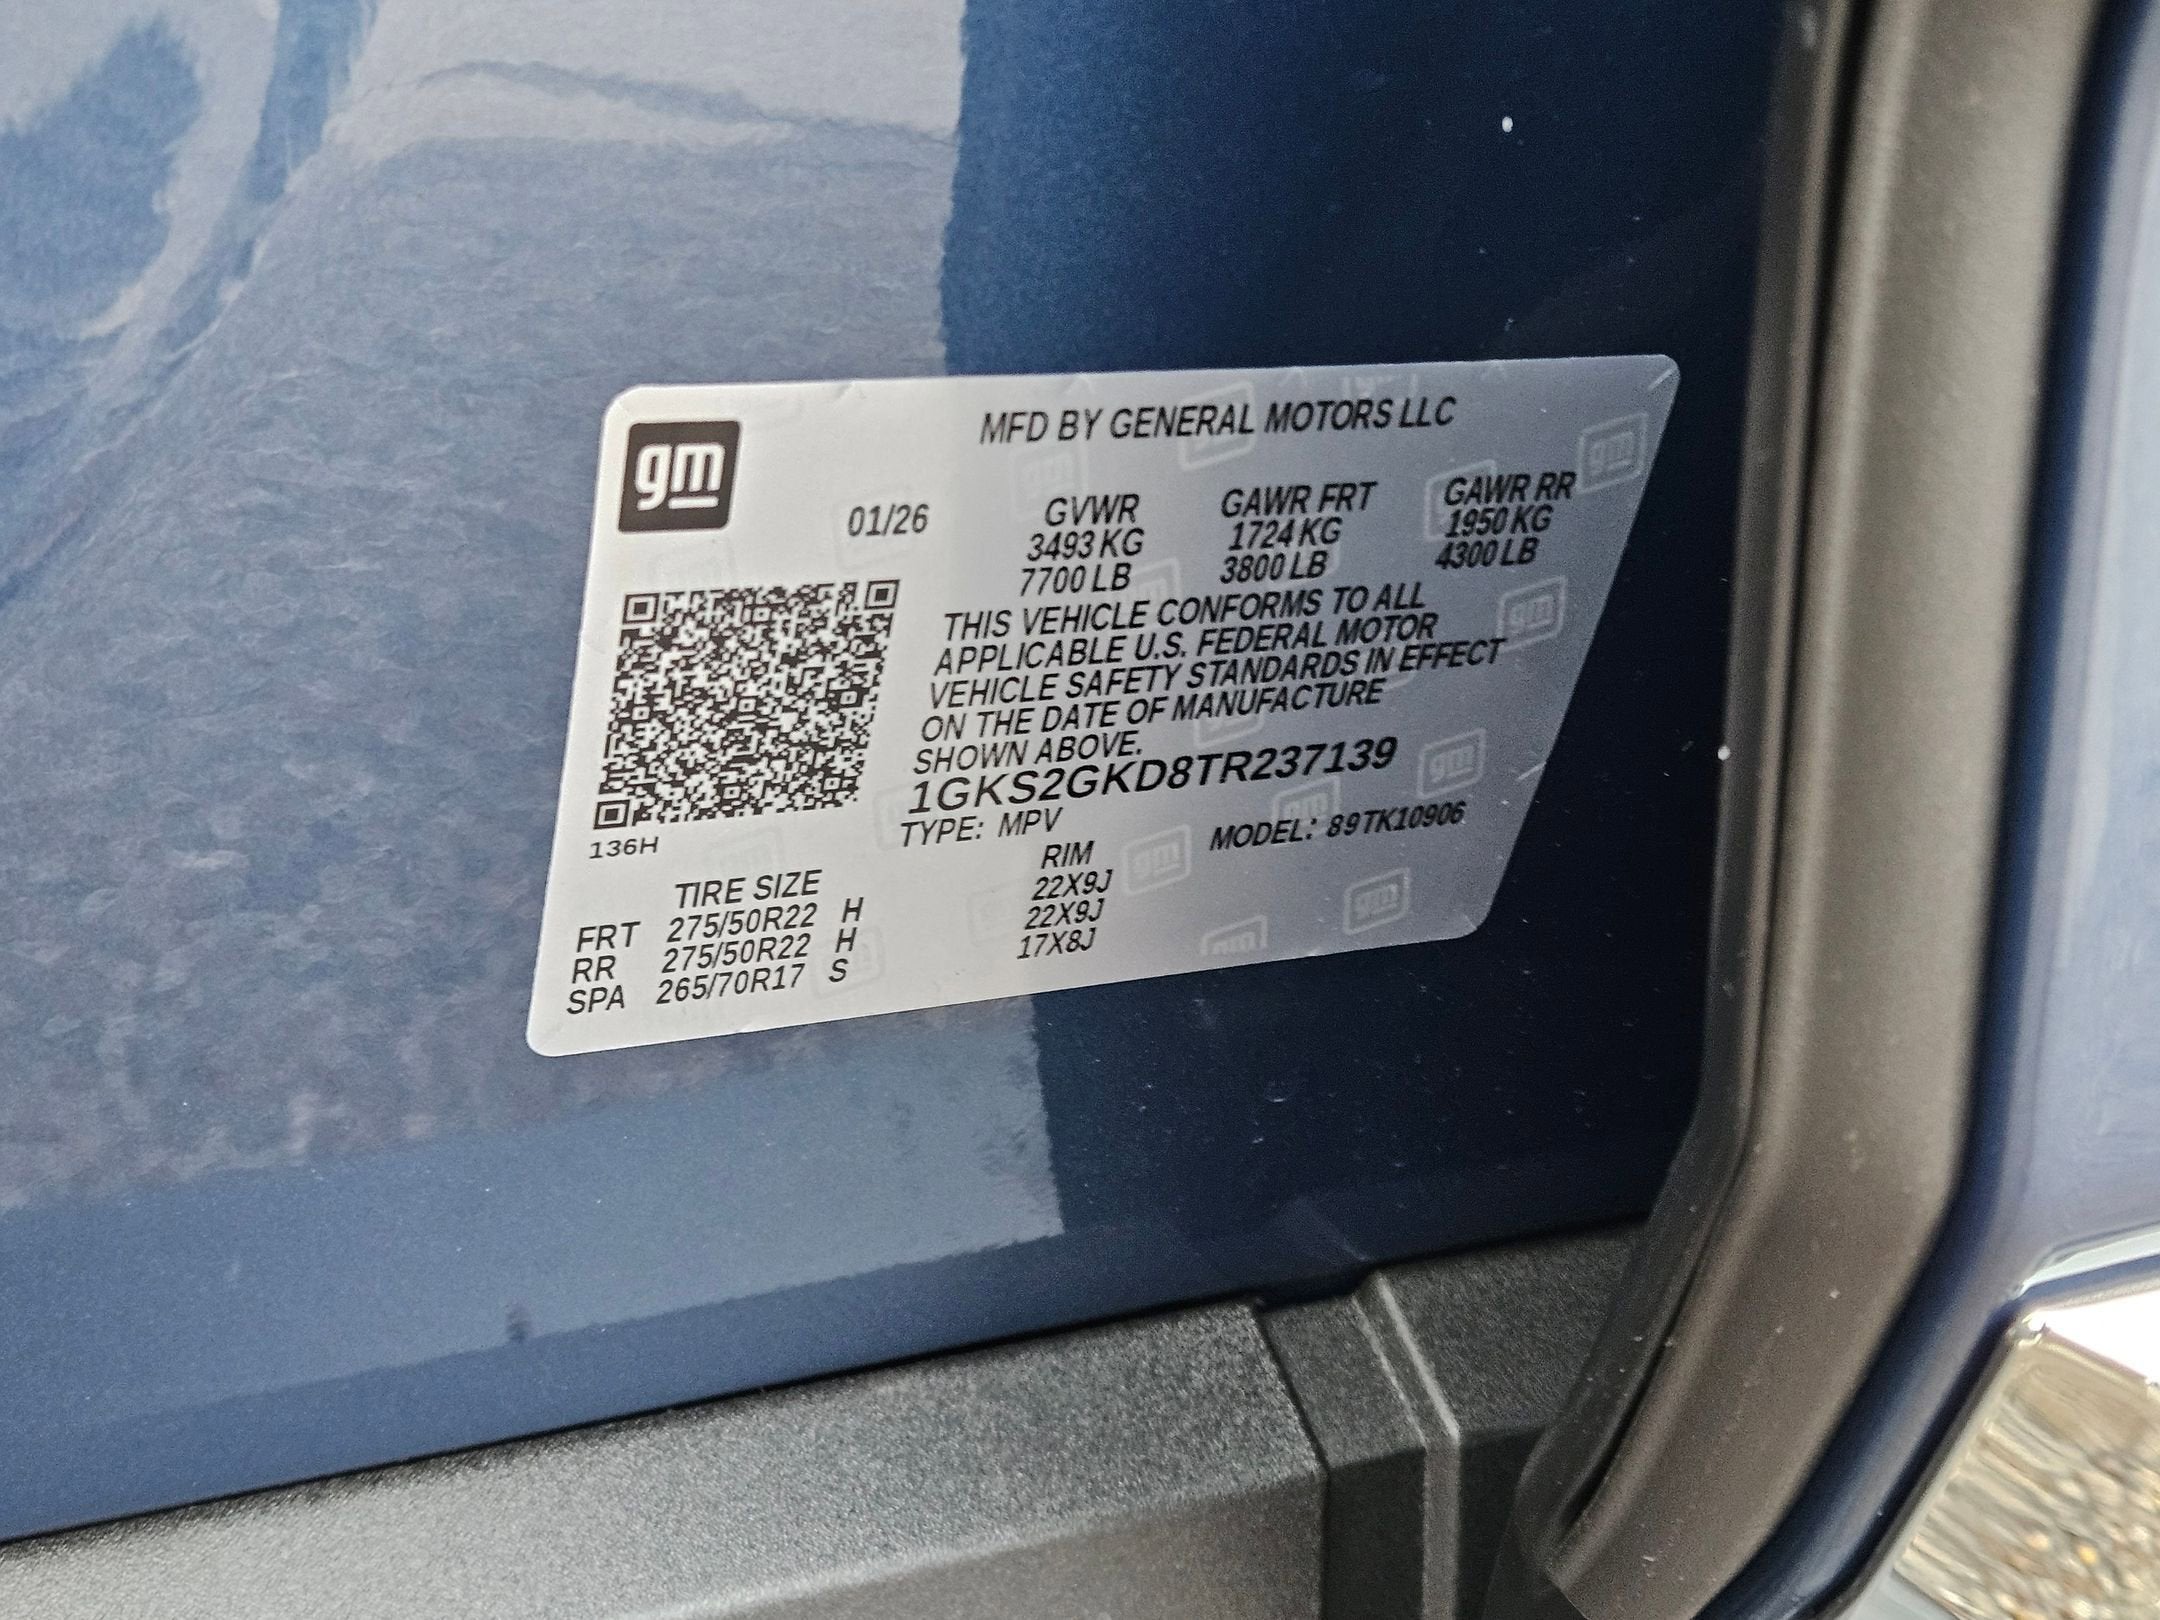 gm
MFD BY GENERAL MOTORS LLC
01/26 GVWR GAWR FRT GAWR RR
3493 KG 1724 KG 1950 KG
7700 LB 3800 LB 4300 LB
THIS VEHICLE CONFORMS TO ALL
APPLICABLE U.S. FEDERAL MOTOR
VEHICLE SAFETY STANDARDS IN EFFECT
ON THE DATE OF MANUFACTURE
SHOWN ABOVE.
1GKS2GKD8TR237139
TYPE: MPV MODEL: 89TK10906
136H
TIRE SIZE RIM
FRT 275/50R22 H 22X9J
RR 275/50R22 H 22X9J
SPA 265/70R17 S 17X8J